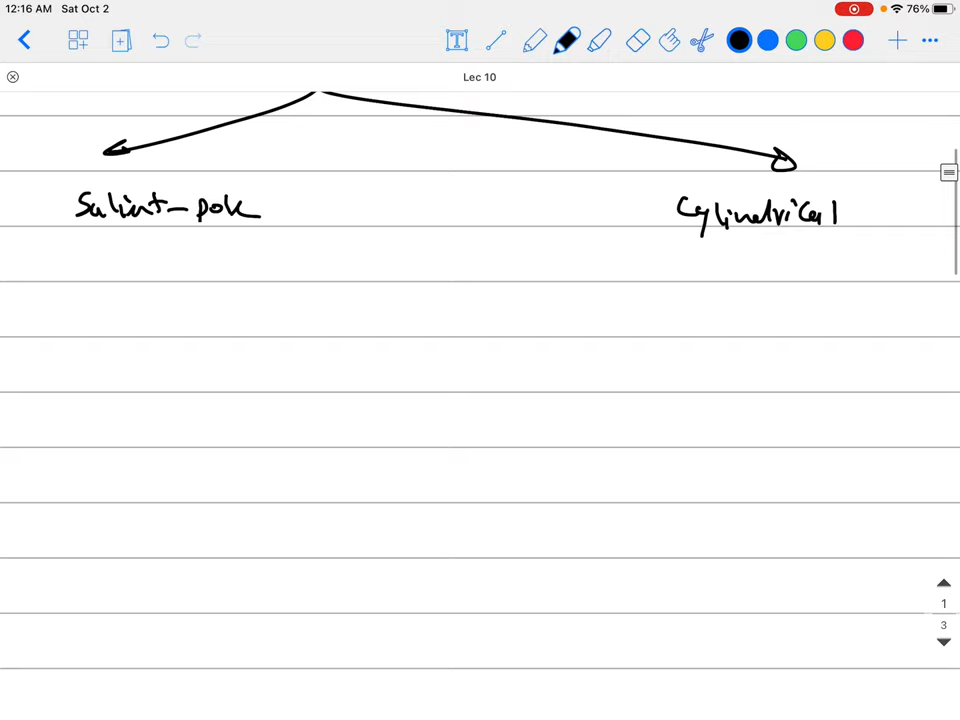 12:16 AM Sat Oct 2 76%
T
Lec 10
Salient-pole Cylindrical
1
3